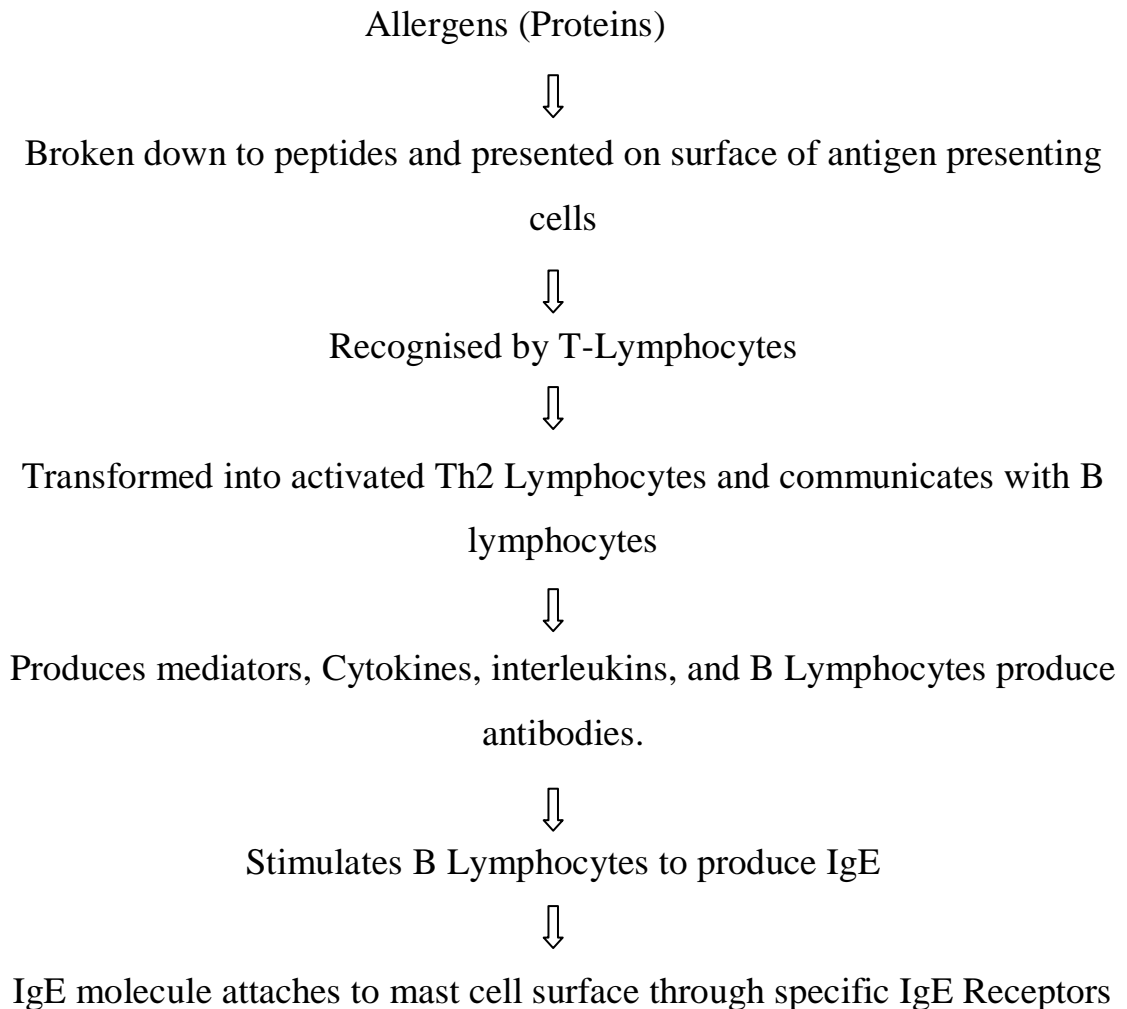 Allergens (Proteins)
Broken down to peptides and presented on surface of antigen presenting
cells
Recognised by T-Lymphocytes
Transformed into activated Th2 Lymphocytes and communicates with B
lymphocytes
Produces mediators, Cytokines, interleukins, and B Lymphocytes produce
antibodies.
Stimulates B Lymphocytes to produce IgE
IgE molecule attaches to mast cell surface through specific IgE Receptors